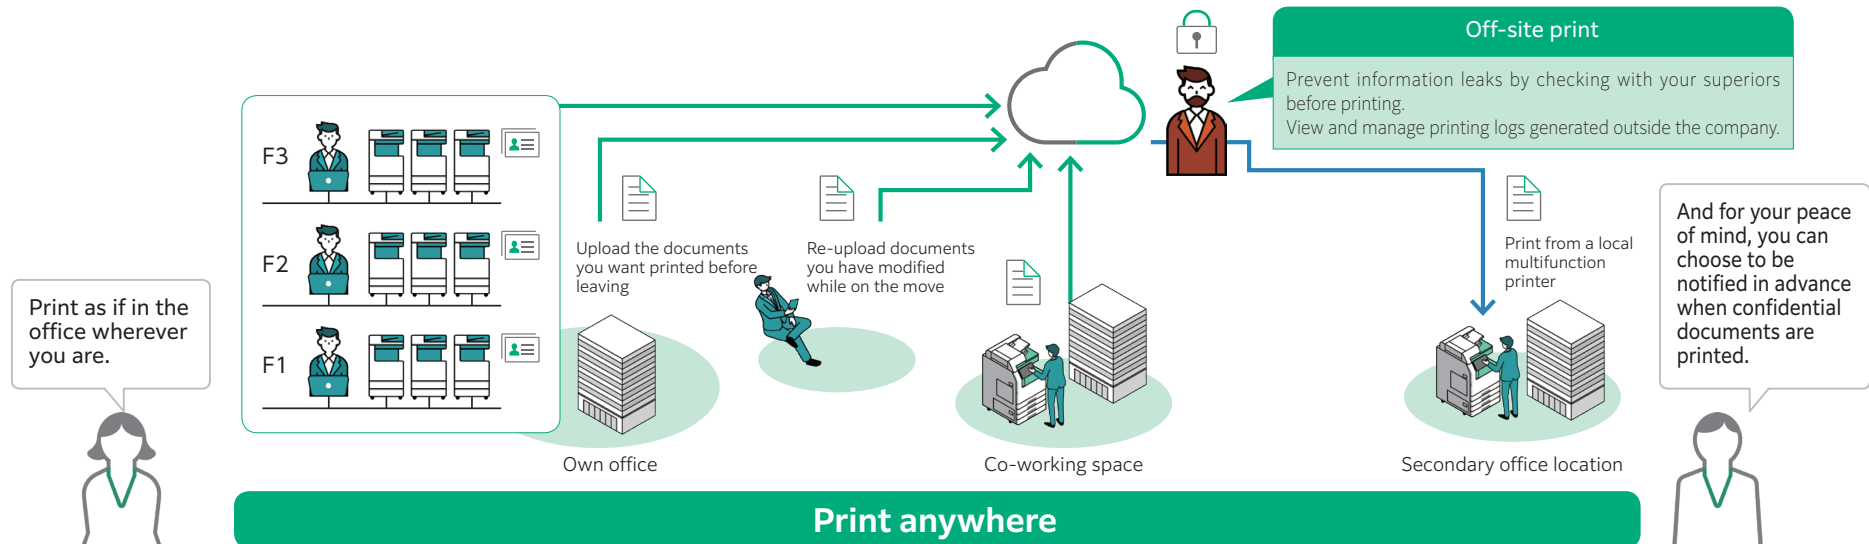 Off-site print
Prevent information leaks by checking with your superiors
before printing.
View and manage printing logs generated outside the company.
F3
F2
F1
Print as if in the
office wherever
you are.
Upload the documents
you want printed before
leaving
Re-upload documents
you have modified
while on the move
Print from a local
multifunction
printer
And for your peace
of mind, you can
choose to be
notified in advance
when confidential
documents are
printed.
Own office
Co-working space
Secondary office location
Print anywhere